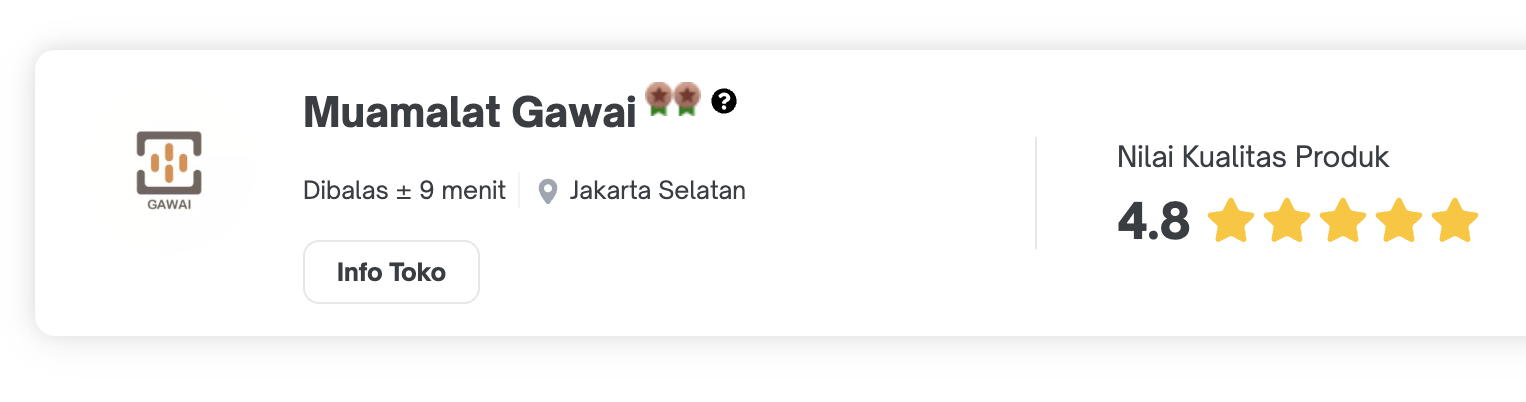 Muamalat Gawai
GAWAI
Dibalas ± 9 menit
Jakarta Selatan
Info Toko
Nilai Kualitas Produk
4.8